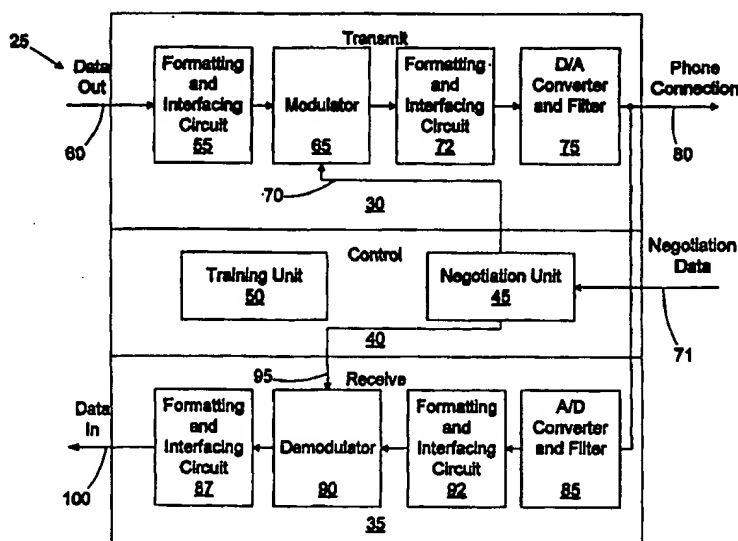 25
Transmit
Data
Out
60
Formatting
and
Interfacing
Circuit
55
Modulator
65
Formatting
and
Interfacing
Circuit
72
D/A
Converter
and Filter
75
Phone
Connection
80
70
30
Control
Training Unit
50
Negotiation Unit
45
Negotiation
Data
71
40
95
Receive
Data
In
100
Formatting
and
Interfacing
Circuit
87
Demodulator
90
Formatting
and
Interfacing
Circuit
92
A/D
Converter
and Filter
85
35